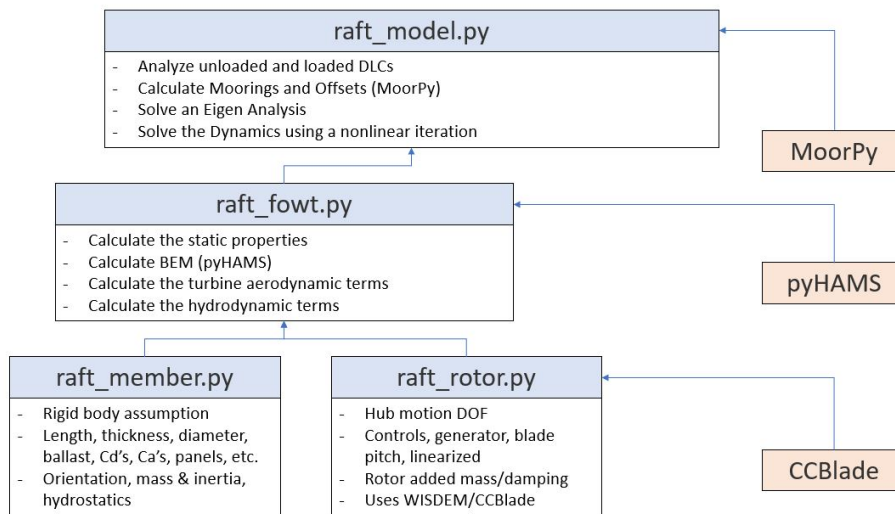 raft_model.py
- Analyze unloaded and loaded DLCs
- Calculate Moorings and Offsets (MoorPy)
- Solve an Eigen Analysis
- Solve the Dynamics using a nonlinear iteration
MoorPy
raft_fowt.py
- Calculate the static properties
- Calculate BEM (pyHAMS)
- Calculate the turbine aerodynamic terms
- Calculate the hydrodynamic terms
pyHAMS
raft_member.py
- Rigid body assumption
- Length, thickness, diameter,
ballast, Cd's, Ca's, panels, etc.
- Orientation, mass & inertia,
hydrostatics
raft_rotor.py
- Hub motion DOF
- Controls, generator, blade
pitch, linearized
- Rotor added mass/damping
- Uses WISDEM/CCBlade
CCBlade